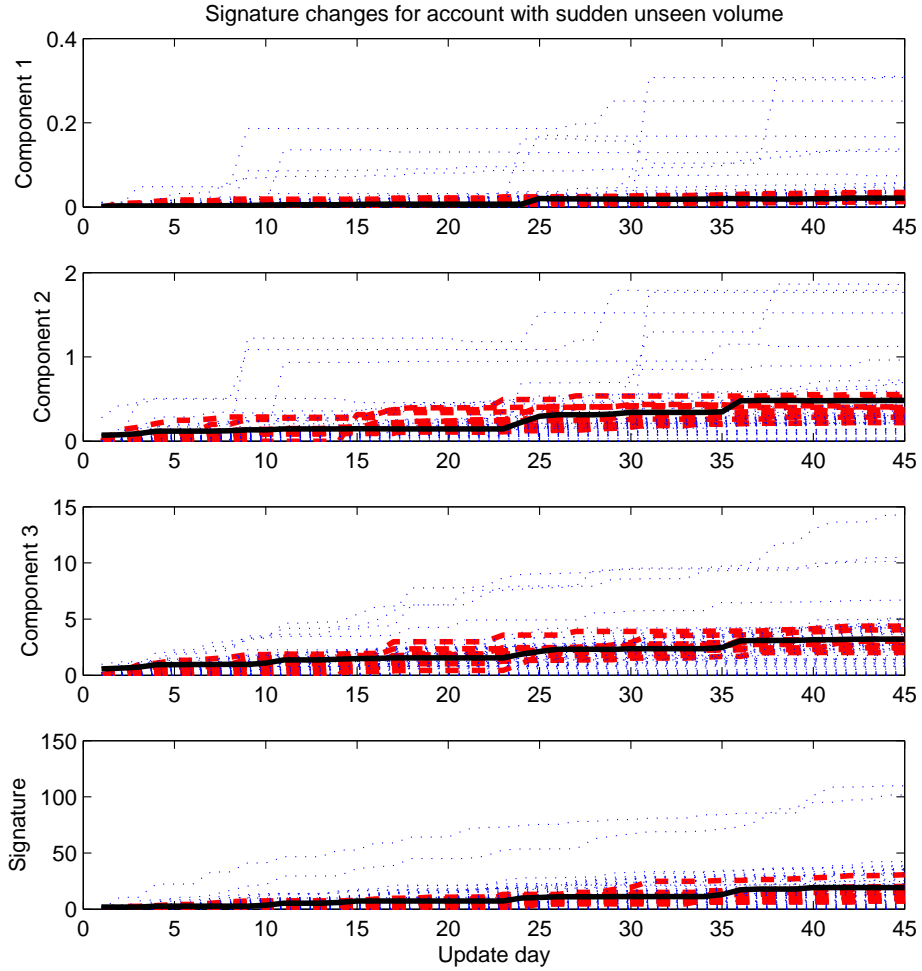 Signature changes for account with sudden unseen volume
Component 1
0.4
0.2
0
0 5 10 15 20 25 30 35 40 45
Component 2
2
1
0
0 5 10 15 20 25 30 35 40 45
Component 3
15
10
5
0
0 5 10 15 20 25 30 35 40 45
Signature
150
100
50
0
0 5 10 15 20 25 30 35 40 45
Update day